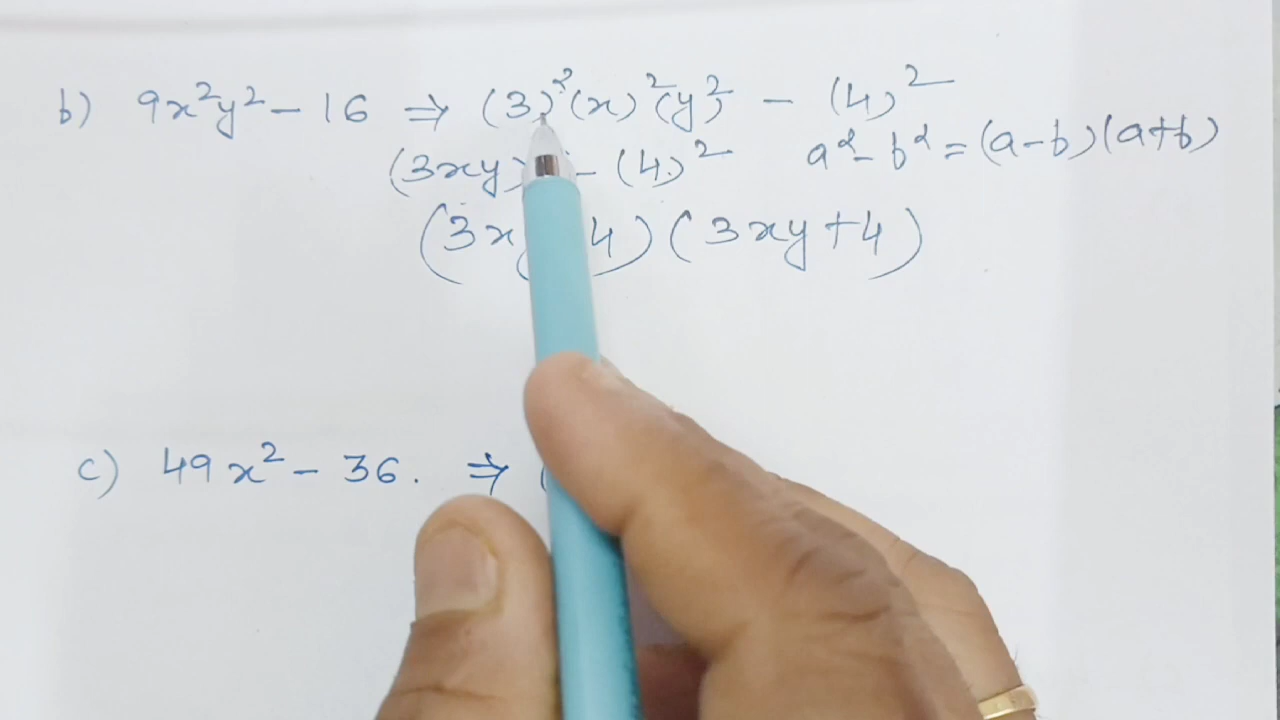 b) 9x²y² - 16 ⇒ (3)²(x)²(y)² - (4)²
(3xy) - (4)² a² - b² = (a-b)(a+b)
(3x 4) (3xy+4)
c) 49x² - 36. ⇒ (